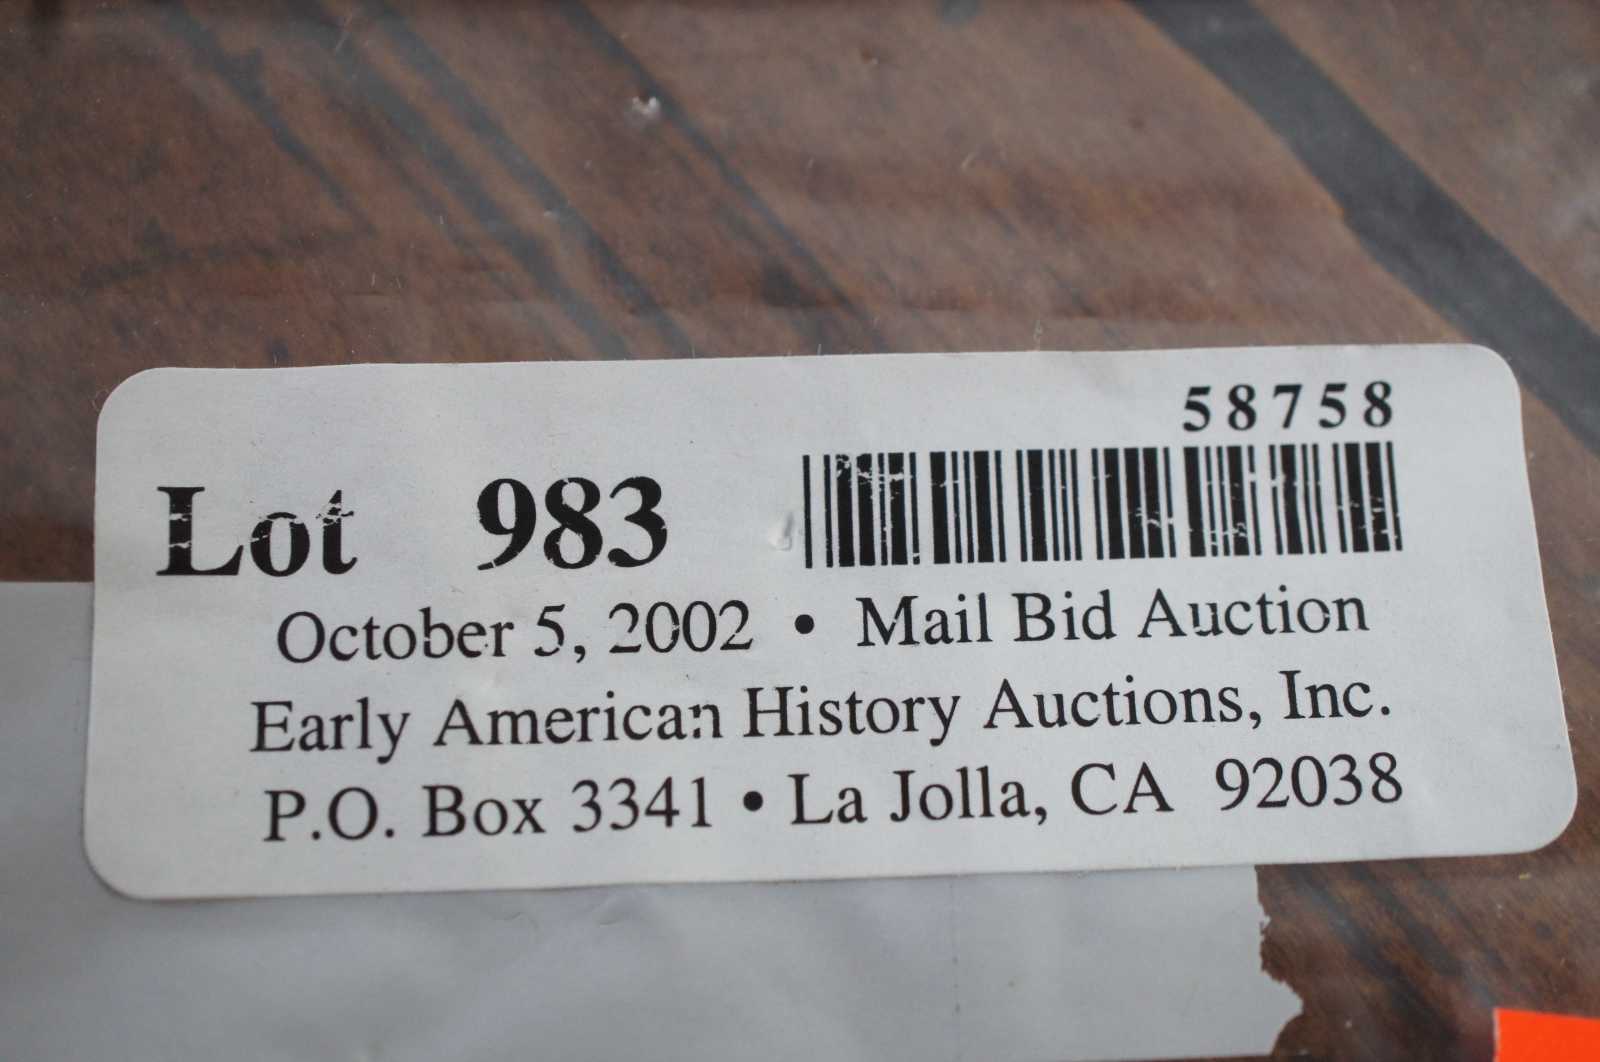 58758
Lot 983
October 5, 2002 • Mail Bid Auction
Early American History Auctions, Inc.
P.O. Box 3341 • La Jolla, CA 92038